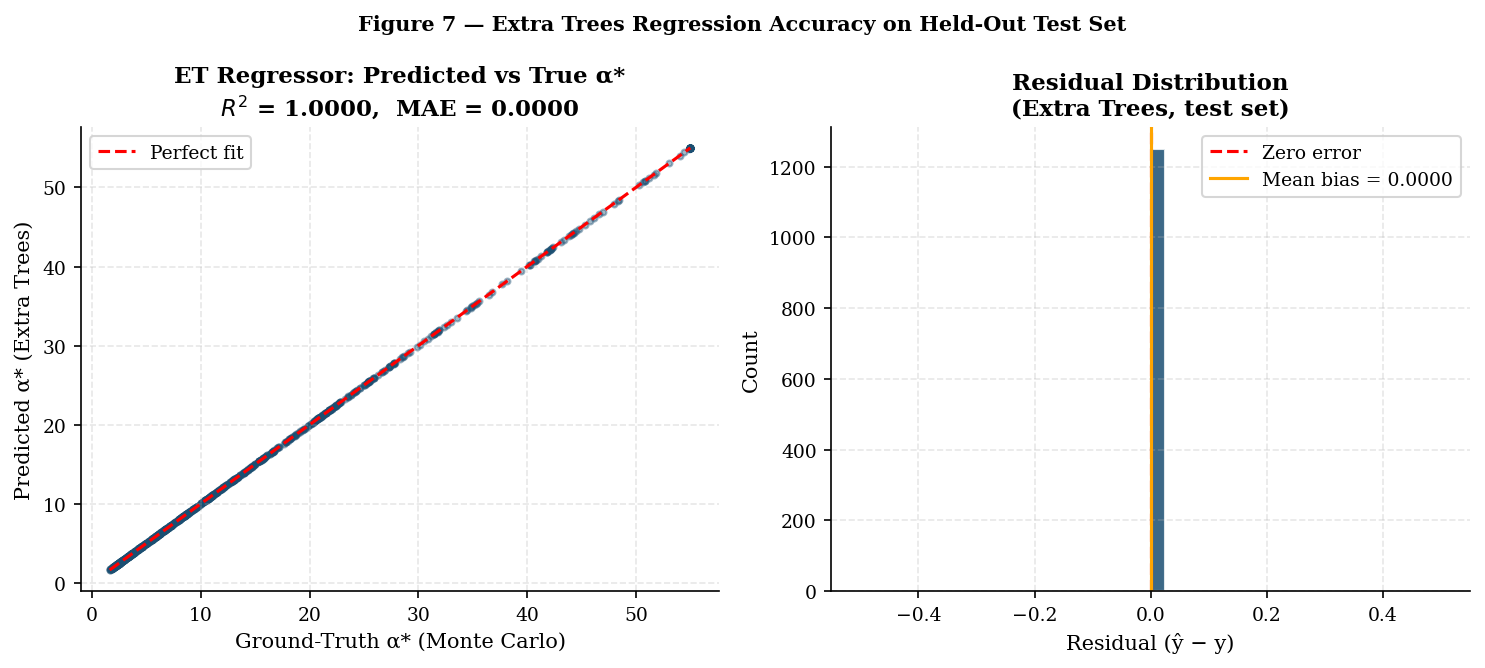 Figure 7 — Extra Trees Regression Accuracy on Held-Out Test Set
ET Regressor: Predicted vs True α*
R² = 1.0000,  MAE = 0.0000
Perfect fit
Predicted α* (Extra Trees)
50
40
30
20
10
0
0 10 20 30 40 50
Ground-Truth α* (Monte Carlo)
Residual Distribution
(Extra Trees, test set)
Zero error
Mean bias = 0.0000
Count
1200
1000
800
600
400
200
0
−0.4 −0.2 0.0 0.2 0.4
Residual (ŷ − y)